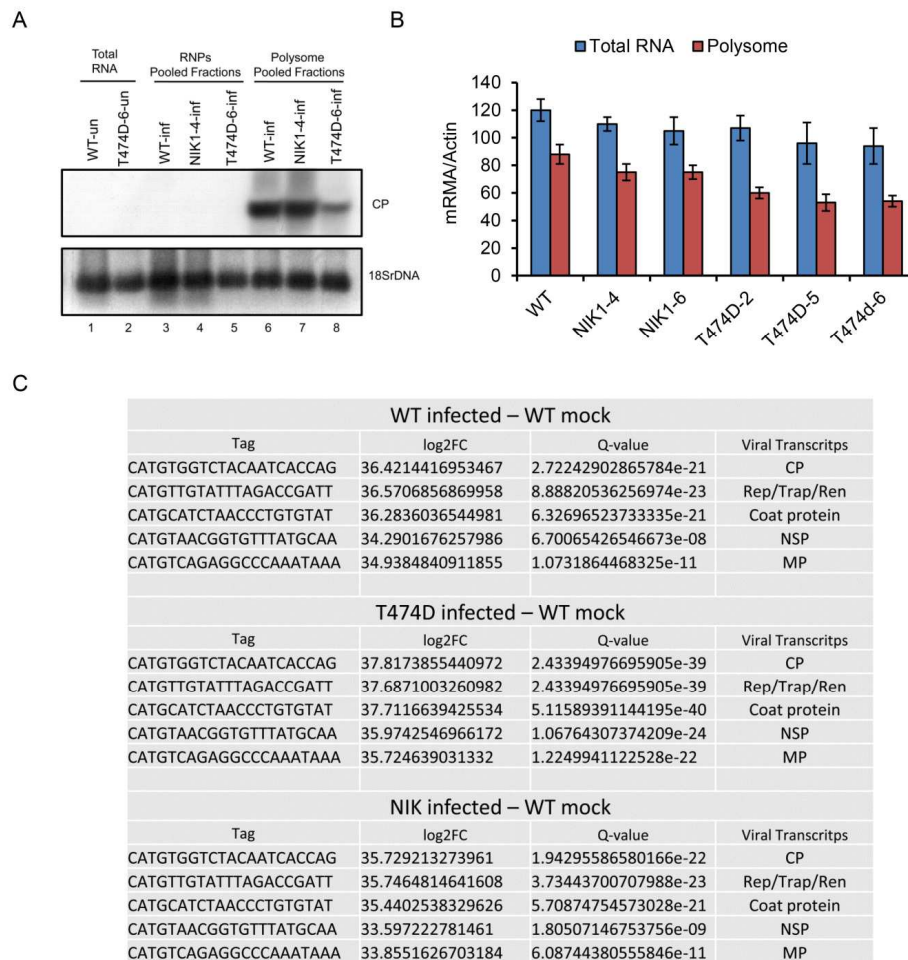 A
Total
RNA
RNPs
Pooled Fractions
Polysome
Pooled Fractions
WT-un
T474D-6-un
WT-inf
NIK1-4-inf
T474D-6-inf
WT-inf
NIK1-4-inf
T474D-6-inf
CP
18SrDNA
1 2 3 4 5 6 7 8
B
Total RNA Polysome
mRMA/Actin
140
120
100
80
60
40
20
0
WT NIK1-4 NIK1-6 T474D-2 T474D-5 T474d-6
C
WT infected – WT mock
Tag log2FC Q-value Viral Transcritps
CATGTGGTCTACAATCACCAG 36.4214416953467 2.72242902865784e-21 CP
CATGTTGTATTTAGACCGATT 36.5706856869958 8.88820536256974e-23 Rep/Trap/Ren
CATGCATCTAACCCTGTGTAT 36.2836036544981 6.32696523733335e-21 Coat protein
CATGTAACGGTGTTTATGCAA 34.2901676257986 6.70065426546673e-08 NSP
CATGTCAGAGGCCCAAATAAA 34.9384840911855 1.0731864468325e-11 MP
T474D infected – WT mock
Tag log2FC Q-value Viral Transcritps
CATGTGGTCTACAATCACCAG 37.8173855440972 2.43394976695905e-39 CP
CATGTTGTATTTAGACCGATT 37.6871003260982 2.43394976695905e-39 Rep/Trap/Ren
CATGCATCTAACCCTGTGTAT 37.7116639425534 5.11589391144195e-40 Coat protein
CATGTAACGGTGTTTATGCAA 35.9742546966172 1.06764307374209e-24 NSP
CATGTCAGAGGCCCAAATAAA 35.724639031332 1.2249941122528e-22 MP
NIK infected – WT mock
Tag log2FC Q-value Viral Transcritps
CATGTGGTCTACAATCACCAG 35.729213273961 1.94295586580166e-22 CP
CATGTTGTATTTAGACCGATT 35.7464814641608 3.73443700707988e-23 Rep/Trap/Ren
CATGCATCTAACCCTGTGTAT 35.4402538329626 5.70874754573028e-21 Coat protein
CATGTAACGGTGTTTATGCAA 33.597222781461 1.80507146753756e-09 NSP
CATGTCAGAGGCCCAAATAAA 33.8551626703184 6.08744380555846e-11 MP